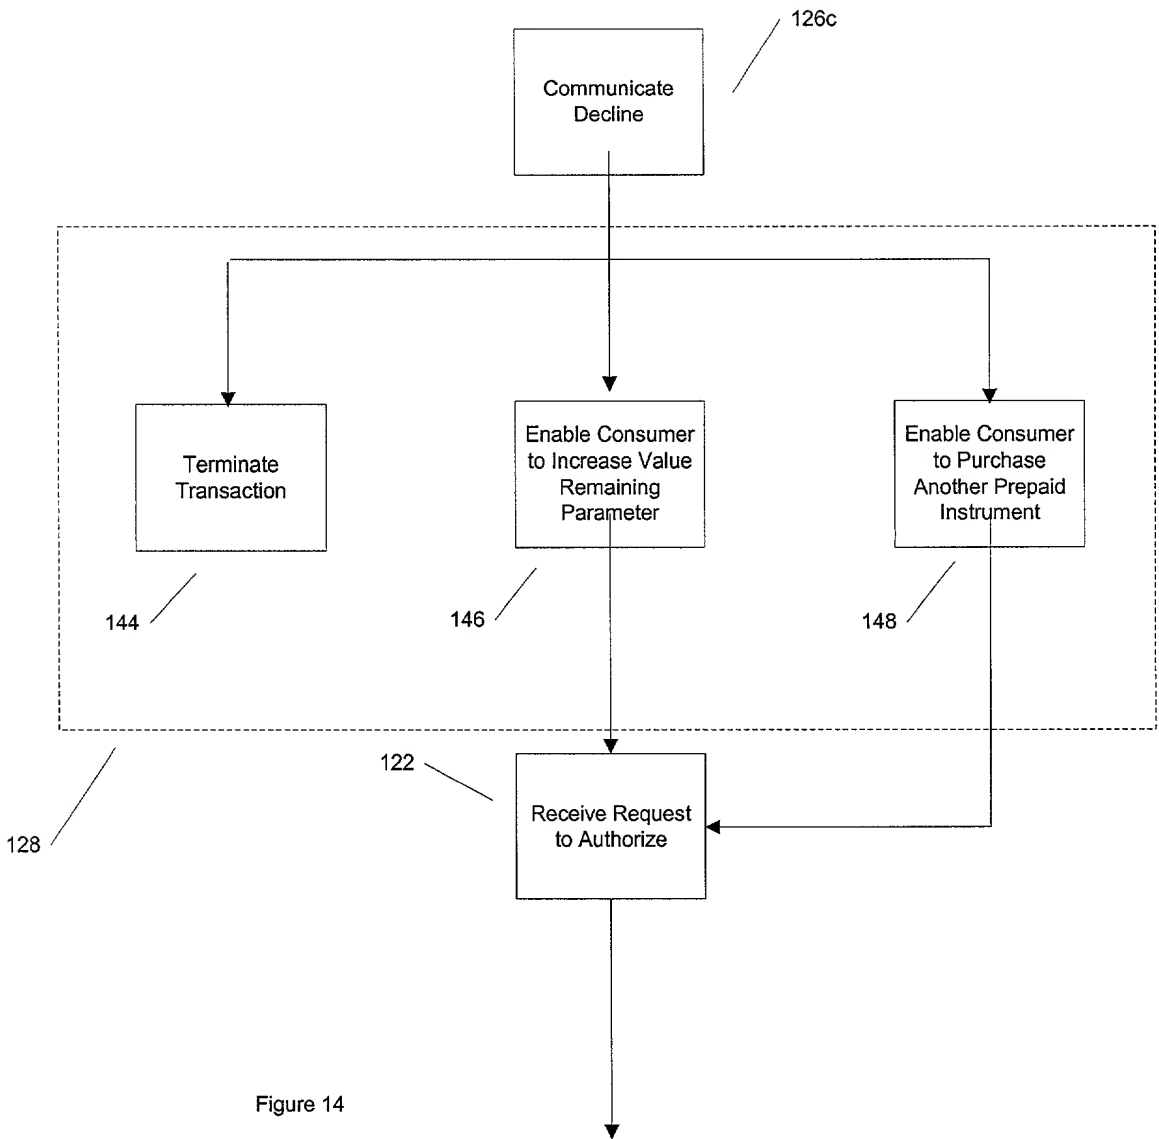 126c
Communicate
Decline
Terminate
Transaction
Enable Consumer
to Increase Value
Remaining
Parameter
Enable Consumer
to Purchase
Another Prepaid
Instrument
144
146
148
122
Receive Request
to Authorize
128
Figure 14